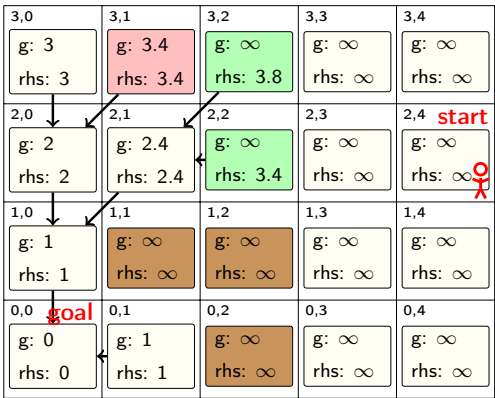 3,0 3,1 3,2 3,3 3,4
g: 3 g: 3.4 g: ∞ g: ∞ g: ∞
rhs: 3 rhs: 3.4 rhs: 3.8 rhs: ∞ rhs: ∞
2,0 2,1 2,2 2,3 2,4
start
g: 2 g: 2.4 g: ∞ g: ∞ g: ∞
rhs: 2 rhs: 2.4 rhs: 3.4 rhs: ∞ rhs: ∞
1,0 1,1 1,2 1,3 1,4
g: 1 g: ∞ g: ∞ g: ∞ g: ∞
rhs: 1 rhs: ∞ rhs: ∞ rhs: ∞ rhs: ∞
0,0 0,1 0,2 0,3 0,4
goal
g: 0 g: 1 g: ∞ g: ∞ g: ∞
rhs: 0 rhs: 1 rhs: ∞ rhs: ∞ rhs: ∞